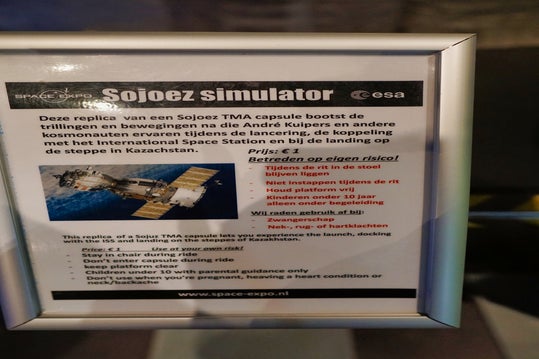 SPACE EXPO Sojoez simulator esa
Deze replica van een Sojoez TMA capsule bootst de
trillingen en bewegingen na die André Kuipers en andere
kosmonauten ervaren tijdens de lancering, de koppeling
met het International Space Station en bij de landing op
de steppe in Kazachstan.
Prijs: € 1
Betreden op eigen risico!
- Tijdens de rit in de stoel
blijven liggen
- Niet instappen tijdens de rit
- Houd platform vrij
- Kinderen onder 10 jaar
alleen onder begeleiding
Wij raden gebruik af bij:
- Zwangerschap
- Nek-, rug- of hartklachten
This replica of a Sojuz TMA capsule lets you experience the launch, docking
with the ISS and landing on the steppes of Kazakhstan.
Price: € 1 Use at your own risk!
- Stay in chair during ride
- Don't enter capsule during ride
- keep platform clear
- Children under 10 with parental guidance only
- Don't use when you're pregnant, heaving a heart condition or
neck/backache
www.space-expo.nl